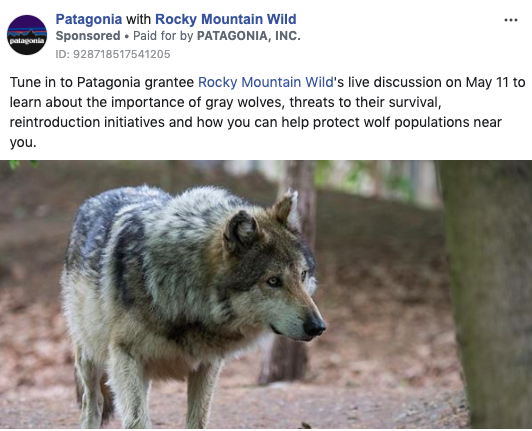 Patagonia with Rocky Mountain Wild
Sponsored • Paid for by PATAGONIA, INC.
ID: 928718517541205
patagonia
Tune in to Patagonia grantee Rocky Mountain Wild's live discussion on May 11 to
learn about the importance of gray wolves, threats to their survival,
reintroduction initiatives and how you can help protect wolf populations near
you.